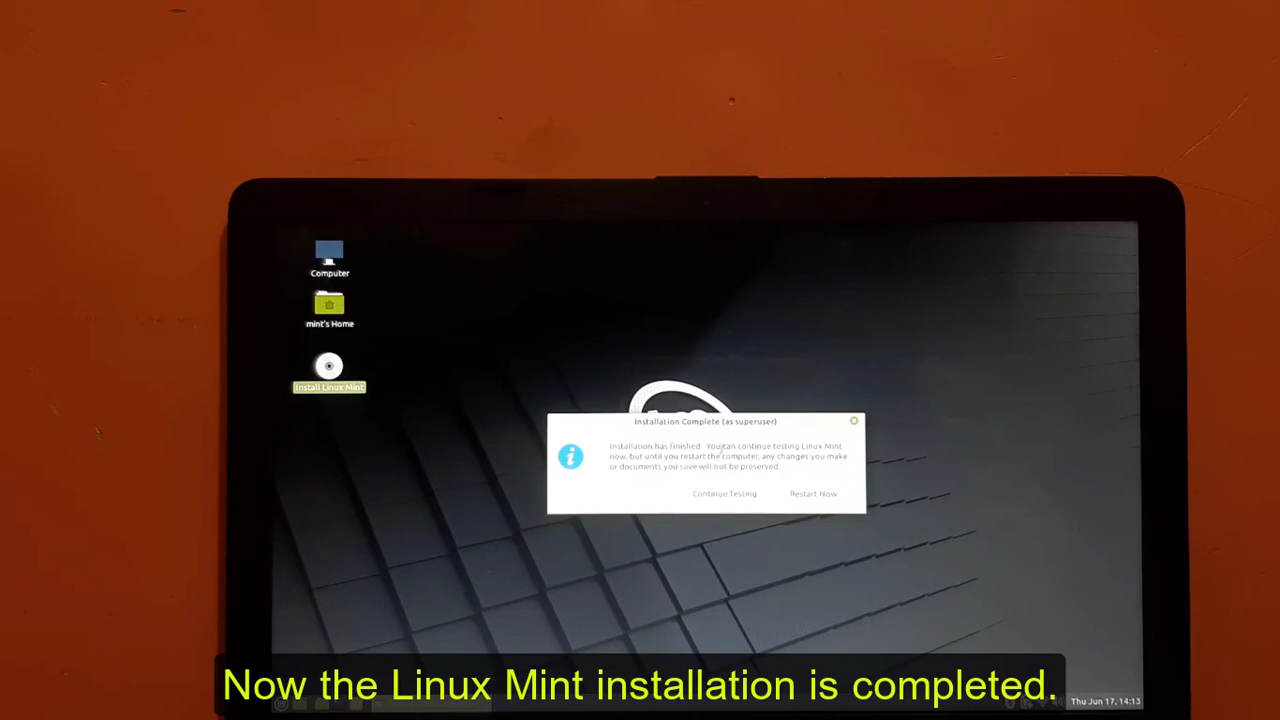 Computer
mint's Home
Install Linux Mint
Installation Complete (as superuser)
Installation has finished. You can continue testing Linux Mint
now, but until you restart the computer, any changes you make
or documents you save will not be preserved.
Continue Testing
Restart Now
Now the Linux Mint installation is completed.
Thu Jun 17, 14:13